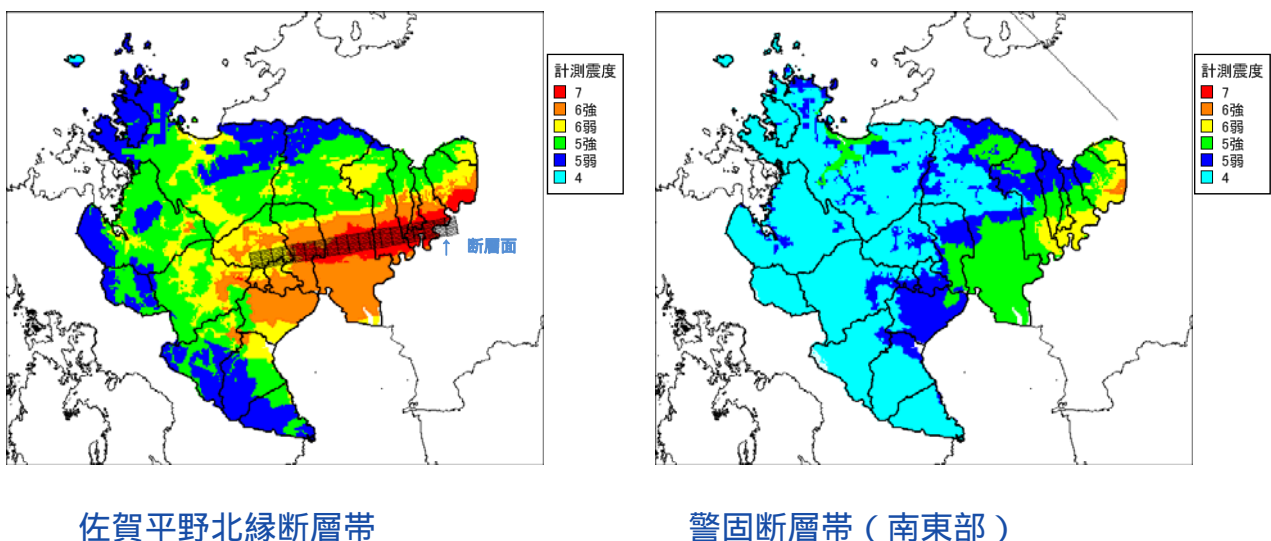 計測震度
7
6強
6弱
5強
5弱
4
↑ 断層面
計測震度
7
6強
6弱
5強
5弱
4
佐賀平野北縁断層帯
警固断層帯（南東部）